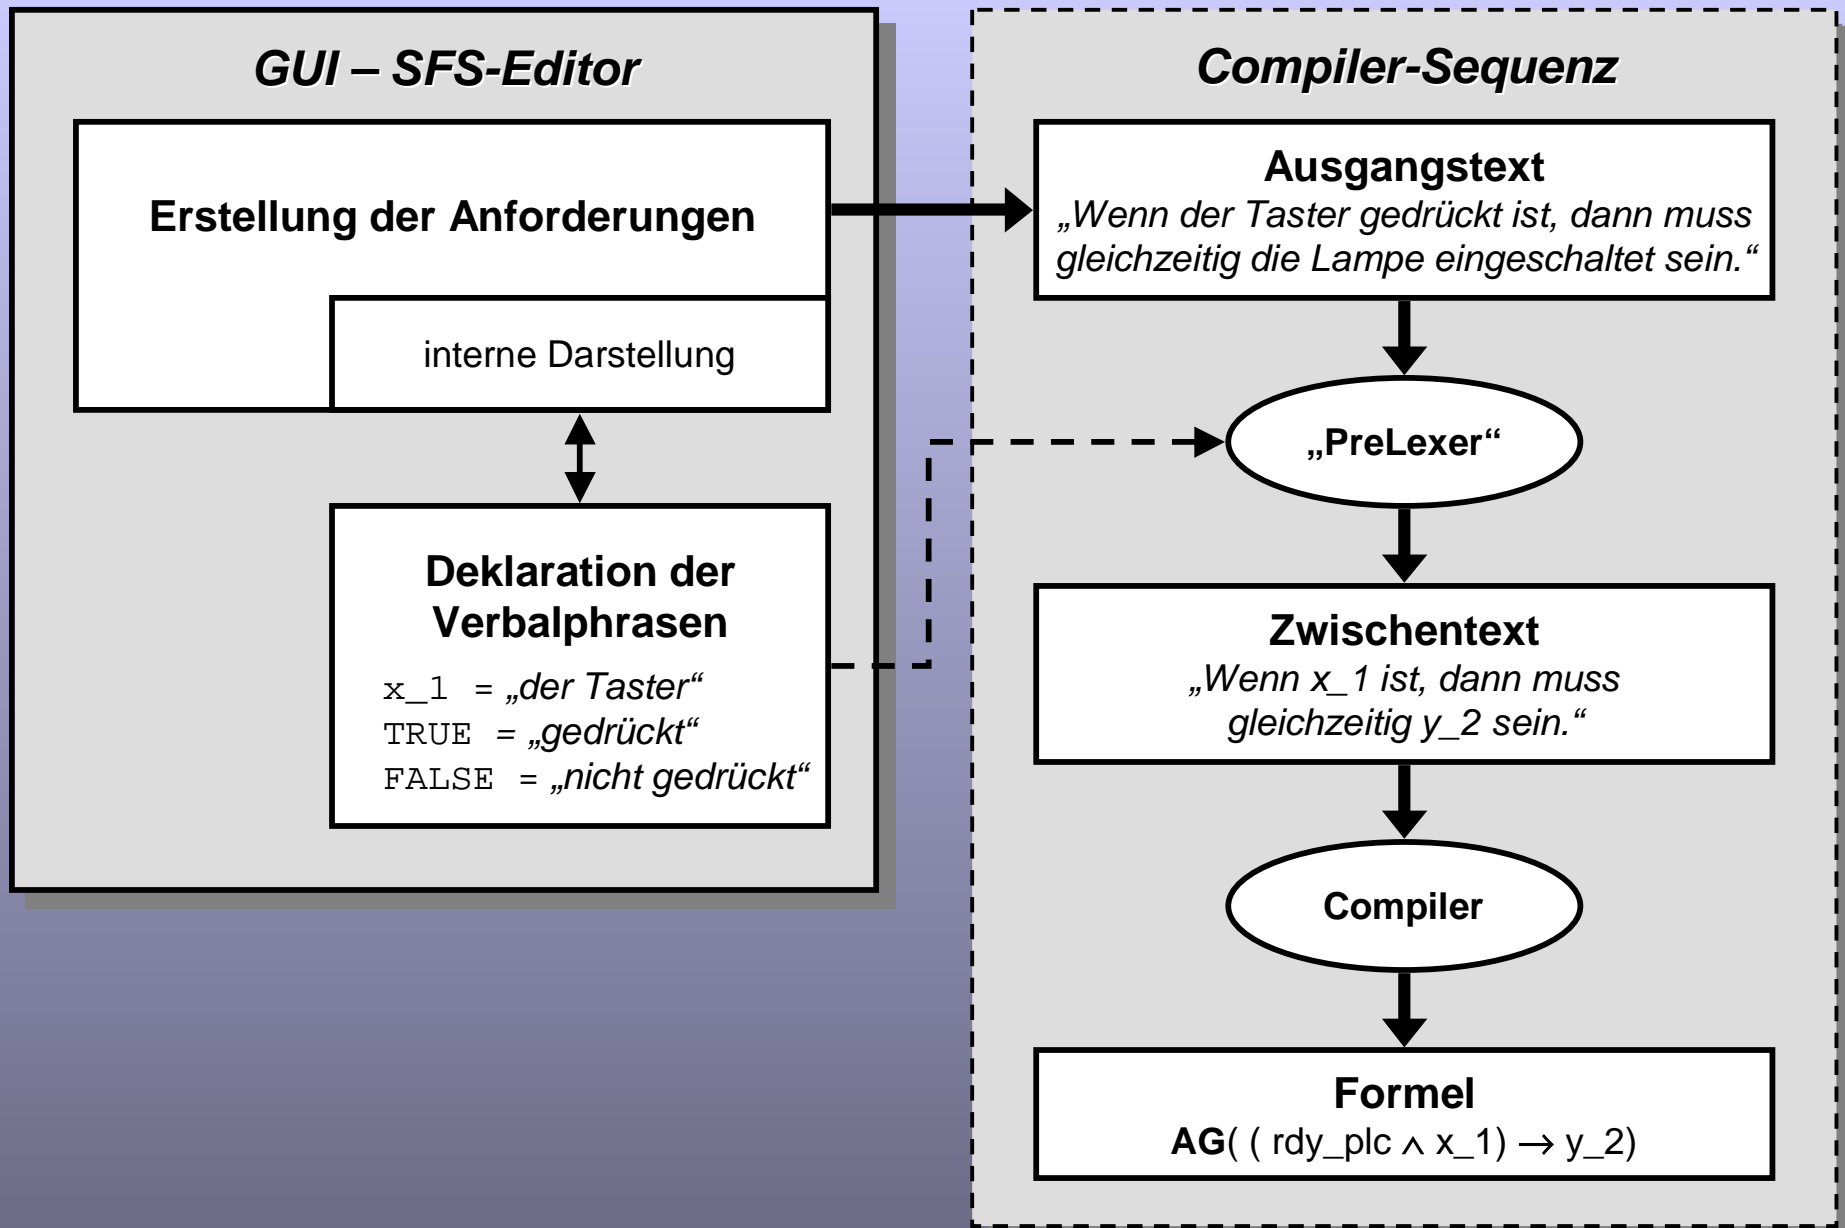 GUI – SFS-Editor
Erstellung der Anforderungen
interne Darstellung
Deklaration der
Verbalphrasen
x_1 = „der Taster“
TRUE = „gedrückt“
FALSE = „nicht gedrückt“
Compiler-Sequenz
Ausgangstext
„Wenn der Taster gedrückt ist, dann muss
gleichzeitig die Lampe eingeschaltet sein.“
„PreLexer“
Zwischentext
„Wenn x_1 ist, dann muss
gleichzeitig y_2 sein.“
Compiler
Formel
AG( ( rdy_plc ∧ x_1) → y_2)